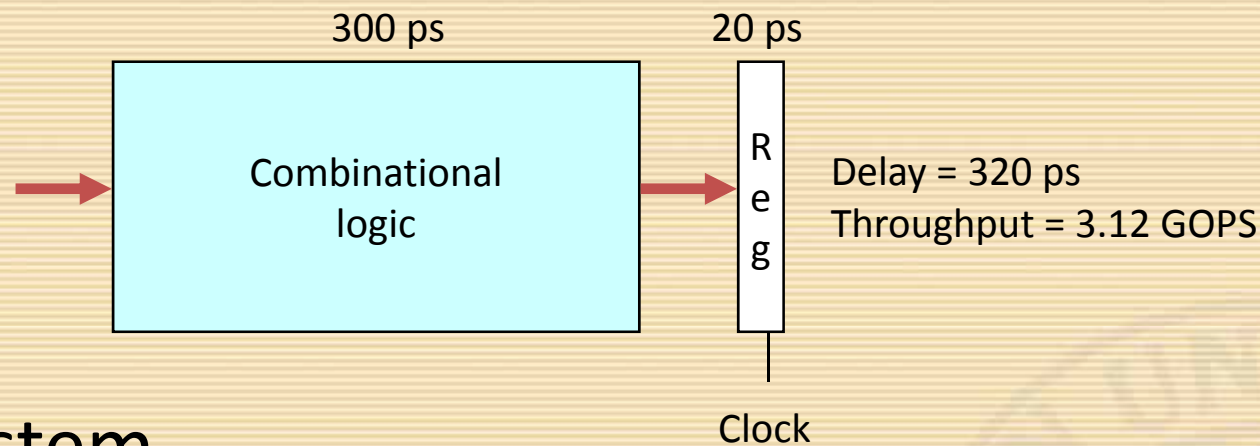 300 ps
20 ps
Combinational
logic
R
e
g
Delay = 320 ps
Throughput = 3.12 GOPS
Clock